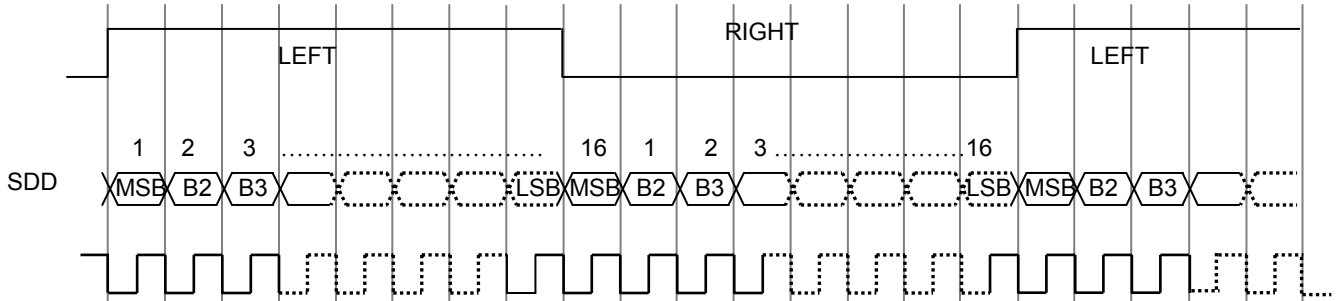 RIGHT
LEFT LEFT
1 2 3 ........................................ 16 1 2 3 ............................ 16
SDD MSB B2 B3 LSB MSB B2 B3 LSB MSB B2 B3